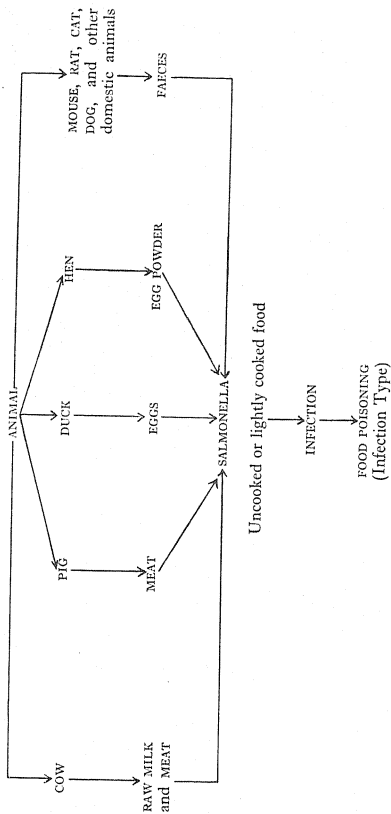 ANIMAL
COW
PIG
DUCK
HEN
MOUSE, RAT, CAT,
DOG, and other
domestic animals
RAW MILK
and MEAT
MEAT
EGGS
EGG POWDER
FAECES
SALMONELLA
Uncooked or lightly cooked food
INFECTION
FOOD POISONING
(Infection Type)